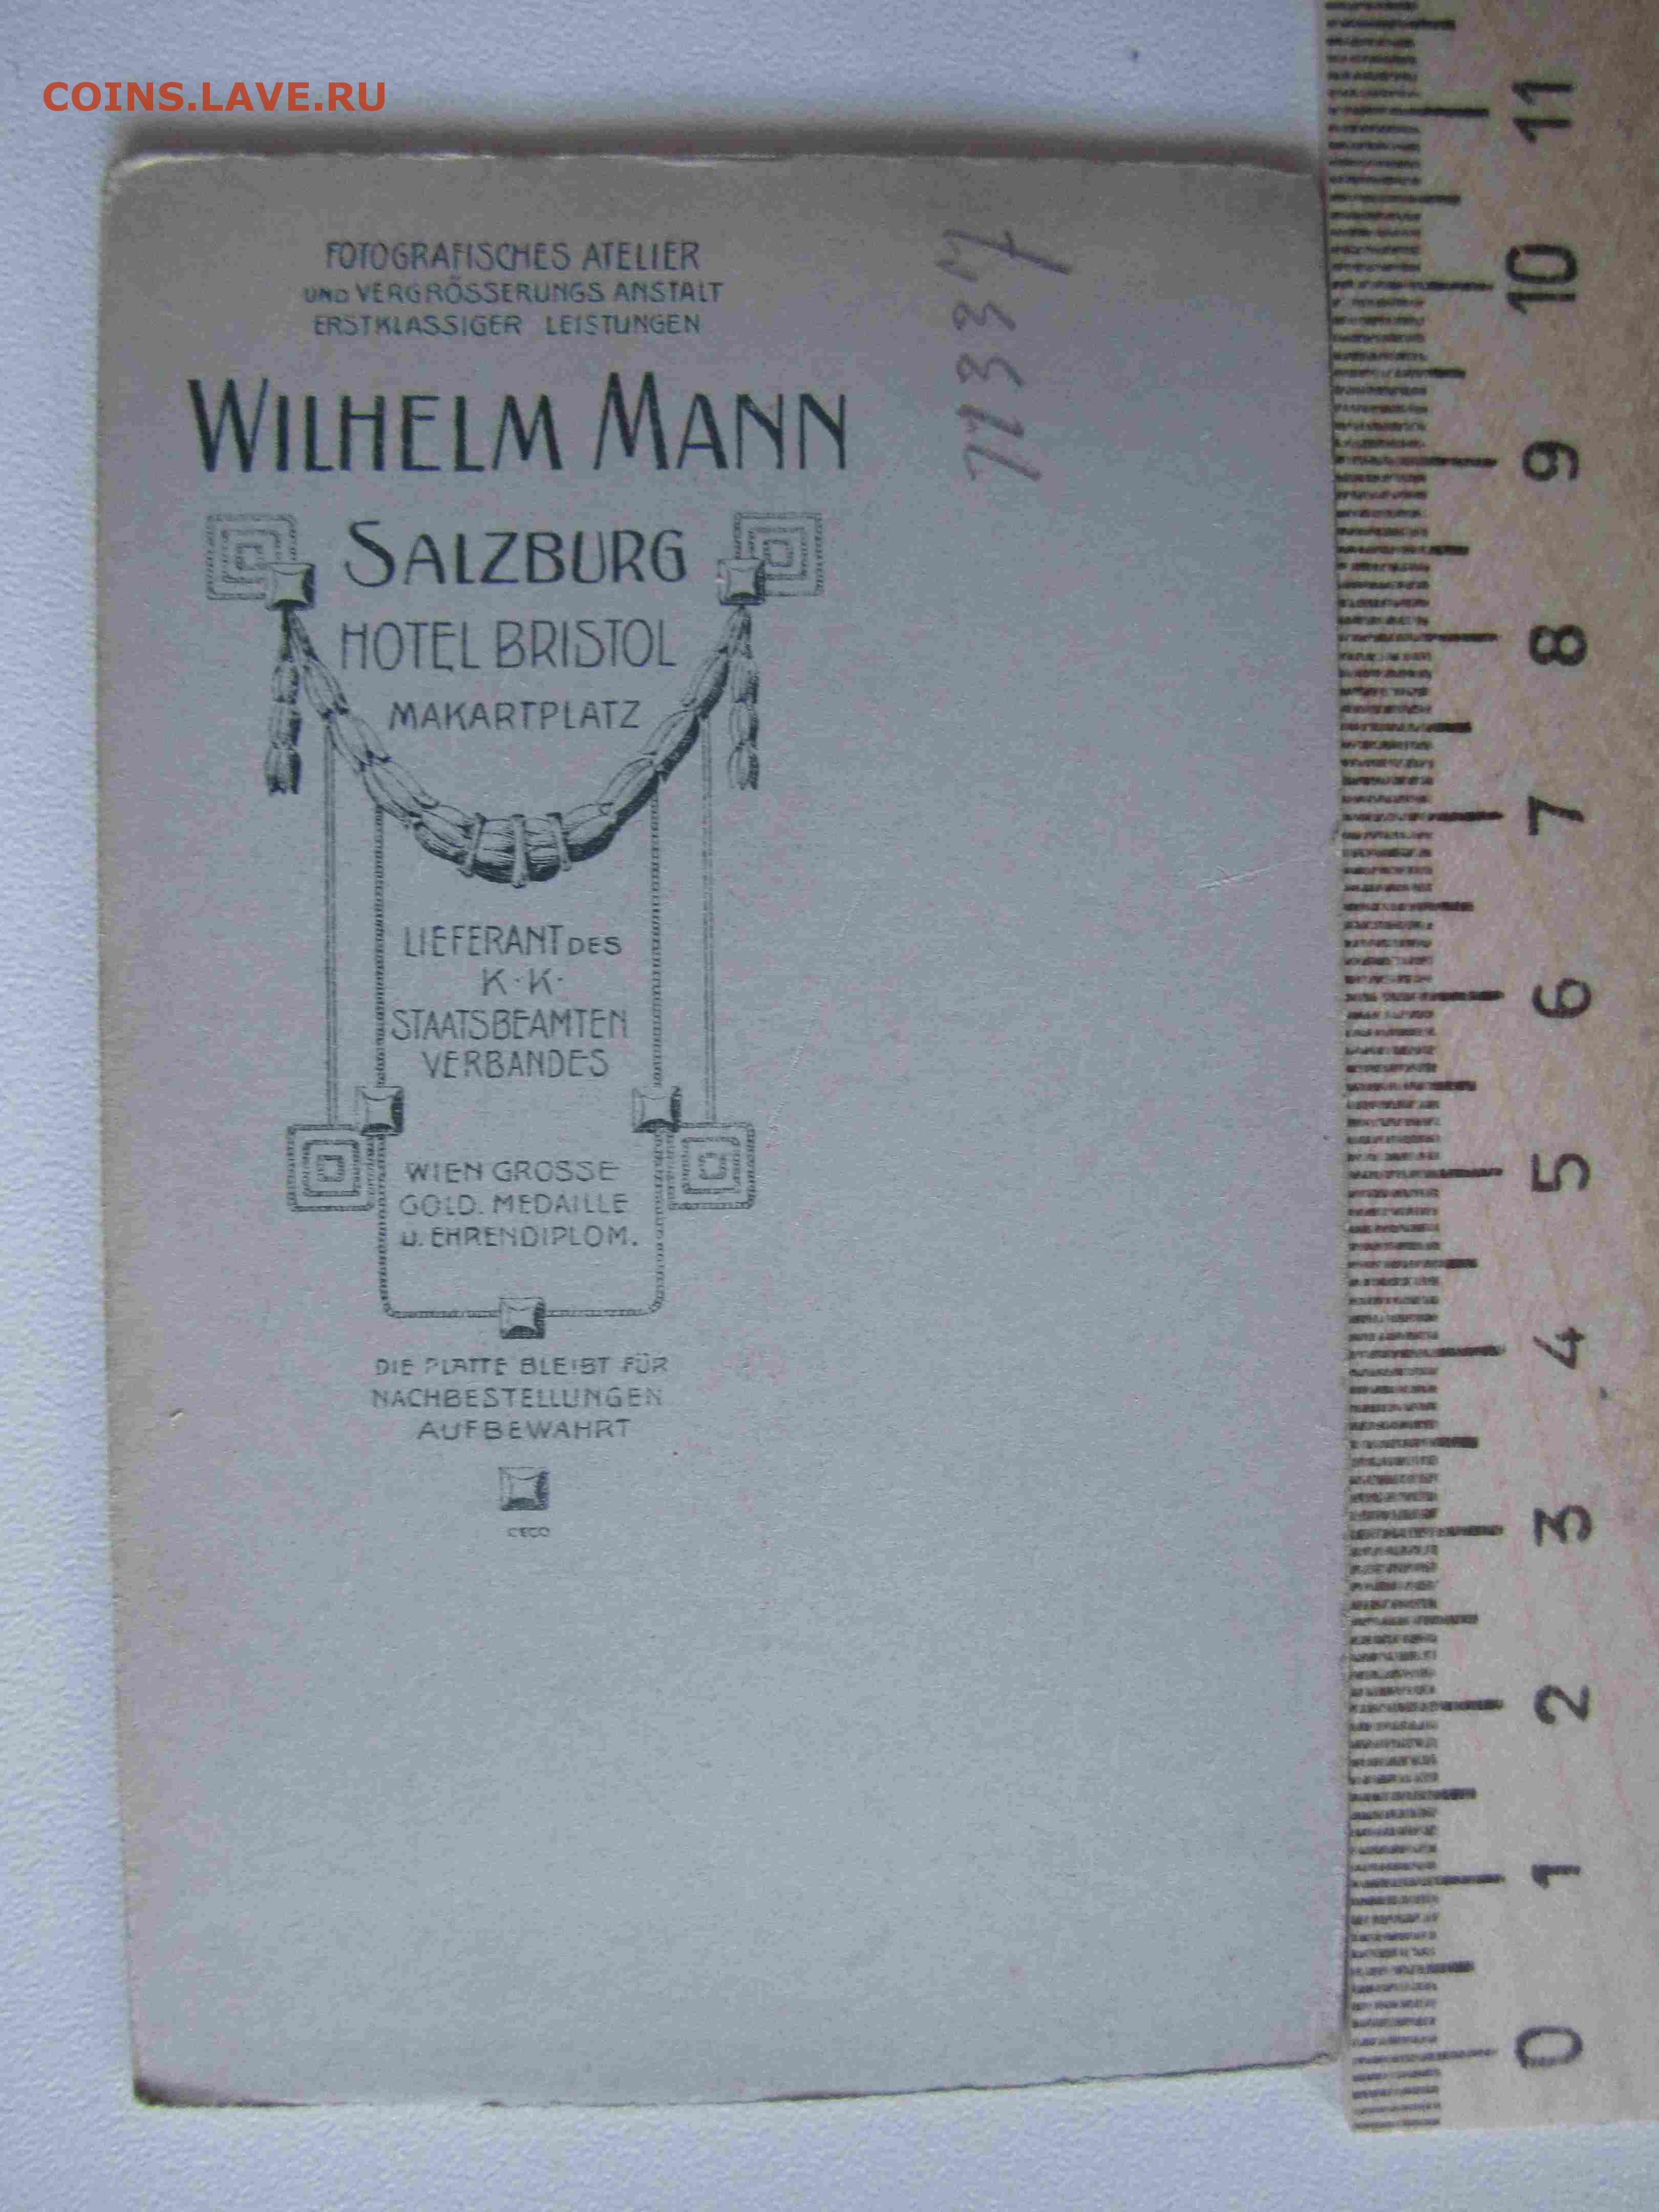 COINS.LAVE.RU
FOTOGRAFISCHES ATELIER
UND VERGRÖSSERUNGS ANSTALT
ERSTKLASSIGER LEISTUNGEN
WILHELM MANN
SALZBURG
HOTEL BRISTOL
MAKARTPLATZ
LIEFERANT DES
K·K·
STAATSBEAMTEN
VERBANDES
WIEN GROSSE
GOLD. MEDAILLE
U. EHRENDIPLOM.
DIE PLATTE BLEIBT FÜR
NACHBESTELLUNGEN
AUFBEWAHRT
11
10
9
8
7
6
5
4
3
2
1
0